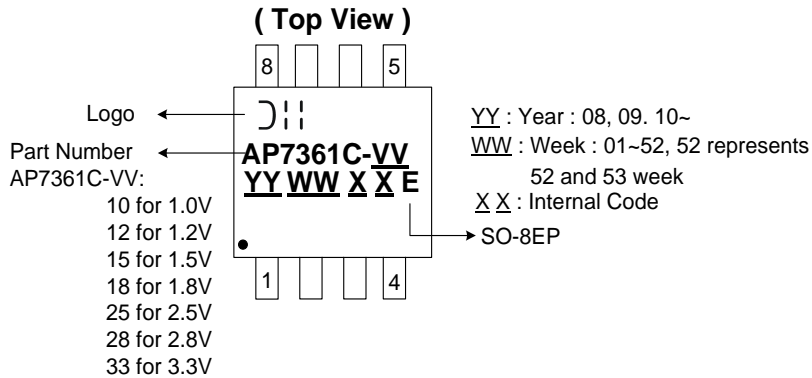 ( Top View )
8 5
Logo
Part Number
AP7361C-VV:
10 for 1.0V
12 for 1.2V
15 for 1.5V
18 for 1.8V
25 for 2.5V
28 for 2.8V
33 for 3.3V
AP7361C-VV
YY WW X X E
1 4
YY : Year : 08, 09. 10~
WW : Week : 01~52, 52 represents
52 and 53 week
X X : Internal Code
SO-8EP